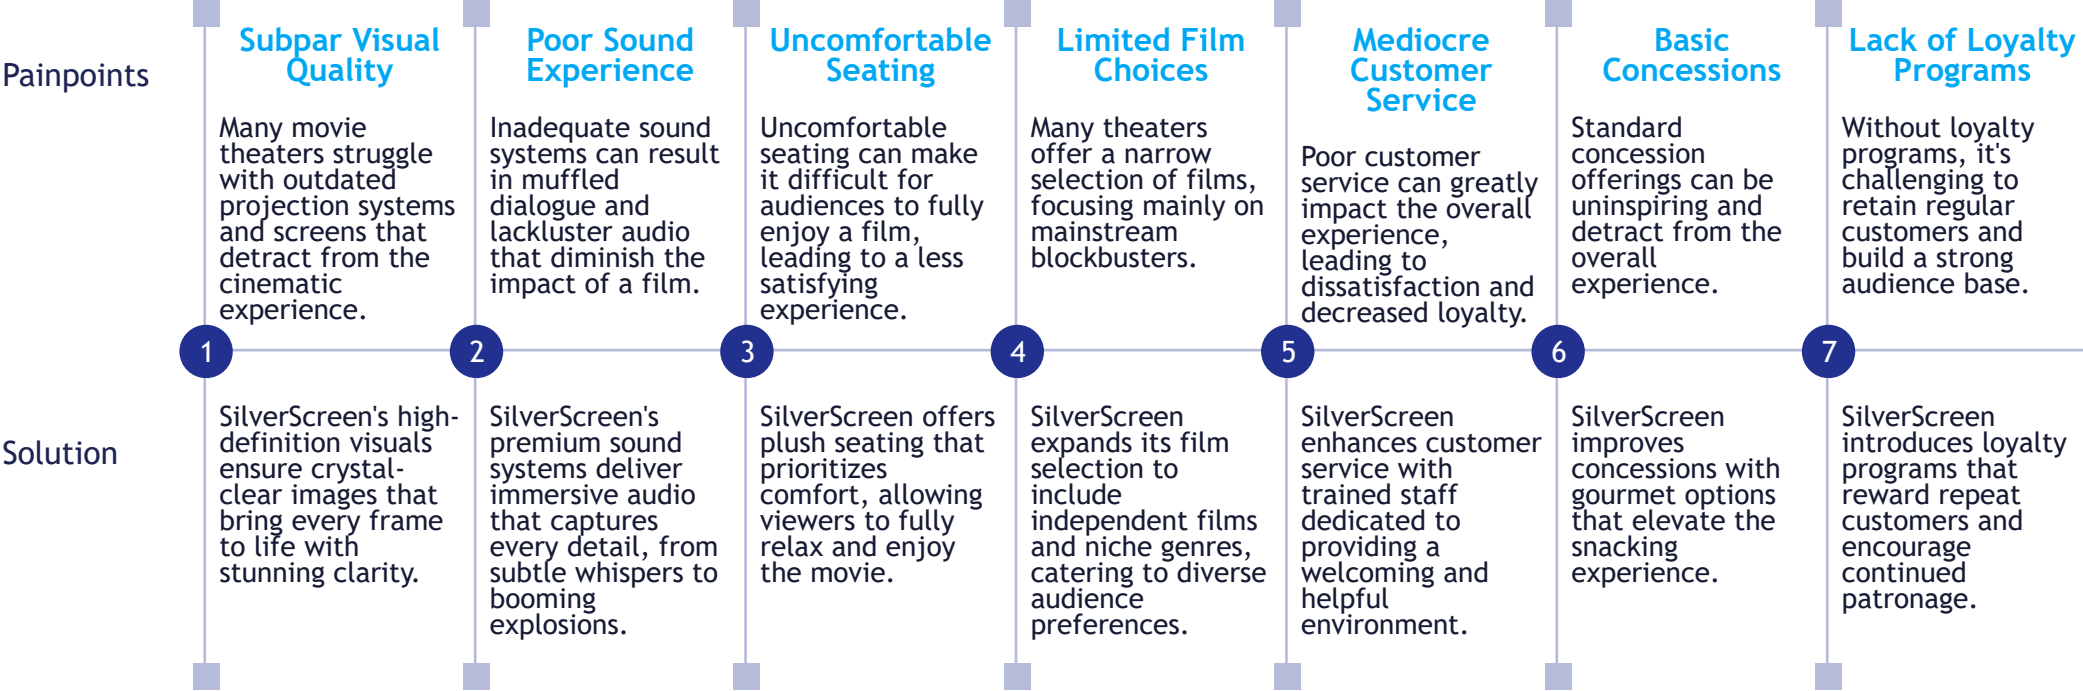 Painpoints
Subpar Visual
Quality
Many movie
theaters struggle
with outdated
projection systems
and screens that
detract from the
cinematic
experience.
Poor Sound
Experience
Inadequate sound
systems can result
in muffled
dialogue and
lackluster audio
that diminish the
impact of a film.
Uncomfortable
Seating
Uncomfortable
seating can make
it difficult for
audiences to fully
enjoy a film,
leading to a less
satisfying
experience.
Limited Film
Choices
Many theaters
offer a narrow
selection of films,
focusing mainly on
mainstream
blockbusters.
Mediocre
Customer
Service
Poor customer
service can greatly
impact the overall
experience,
leading to
dissatisfaction and
decreased loyalty.
Basic
Concessions
Standard
concession
offerings can be
uninspiring and
detract from the
overall
experience.
Lack of Loyalty
Programs
Without loyalty
programs, it's
challenging to
retain regular
customers and
build a strong
audience base.
1
2
3
4
5
6
7
Solution
SilverScreen's high-
definition visuals
ensure crystal-
clear images that
bring every frame
to life with
stunning clarity.
SilverScreen's
premium sound
systems deliver
immersive audio
that captures
every detail, from
subtle whispers to
booming
explosions.
SilverScreen offers
plush seating that
prioritizes
comfort, allowing
viewers to fully
relax and enjoy
the movie.
SilverScreen
expands its film
selection to
include
independent films
and niche genres,
catering to diverse
audience
preferences.
SilverScreen
enhances customer
service with
trained staff
dedicated to
providing a
welcoming and
helpful
environment.
SilverScreen
improves
concessions with
gourmet options
that elevate the
snacking
experience.
SilverScreen
introduces loyalty
programs that
reward repeat
customers and
encourage
continued
patronage.